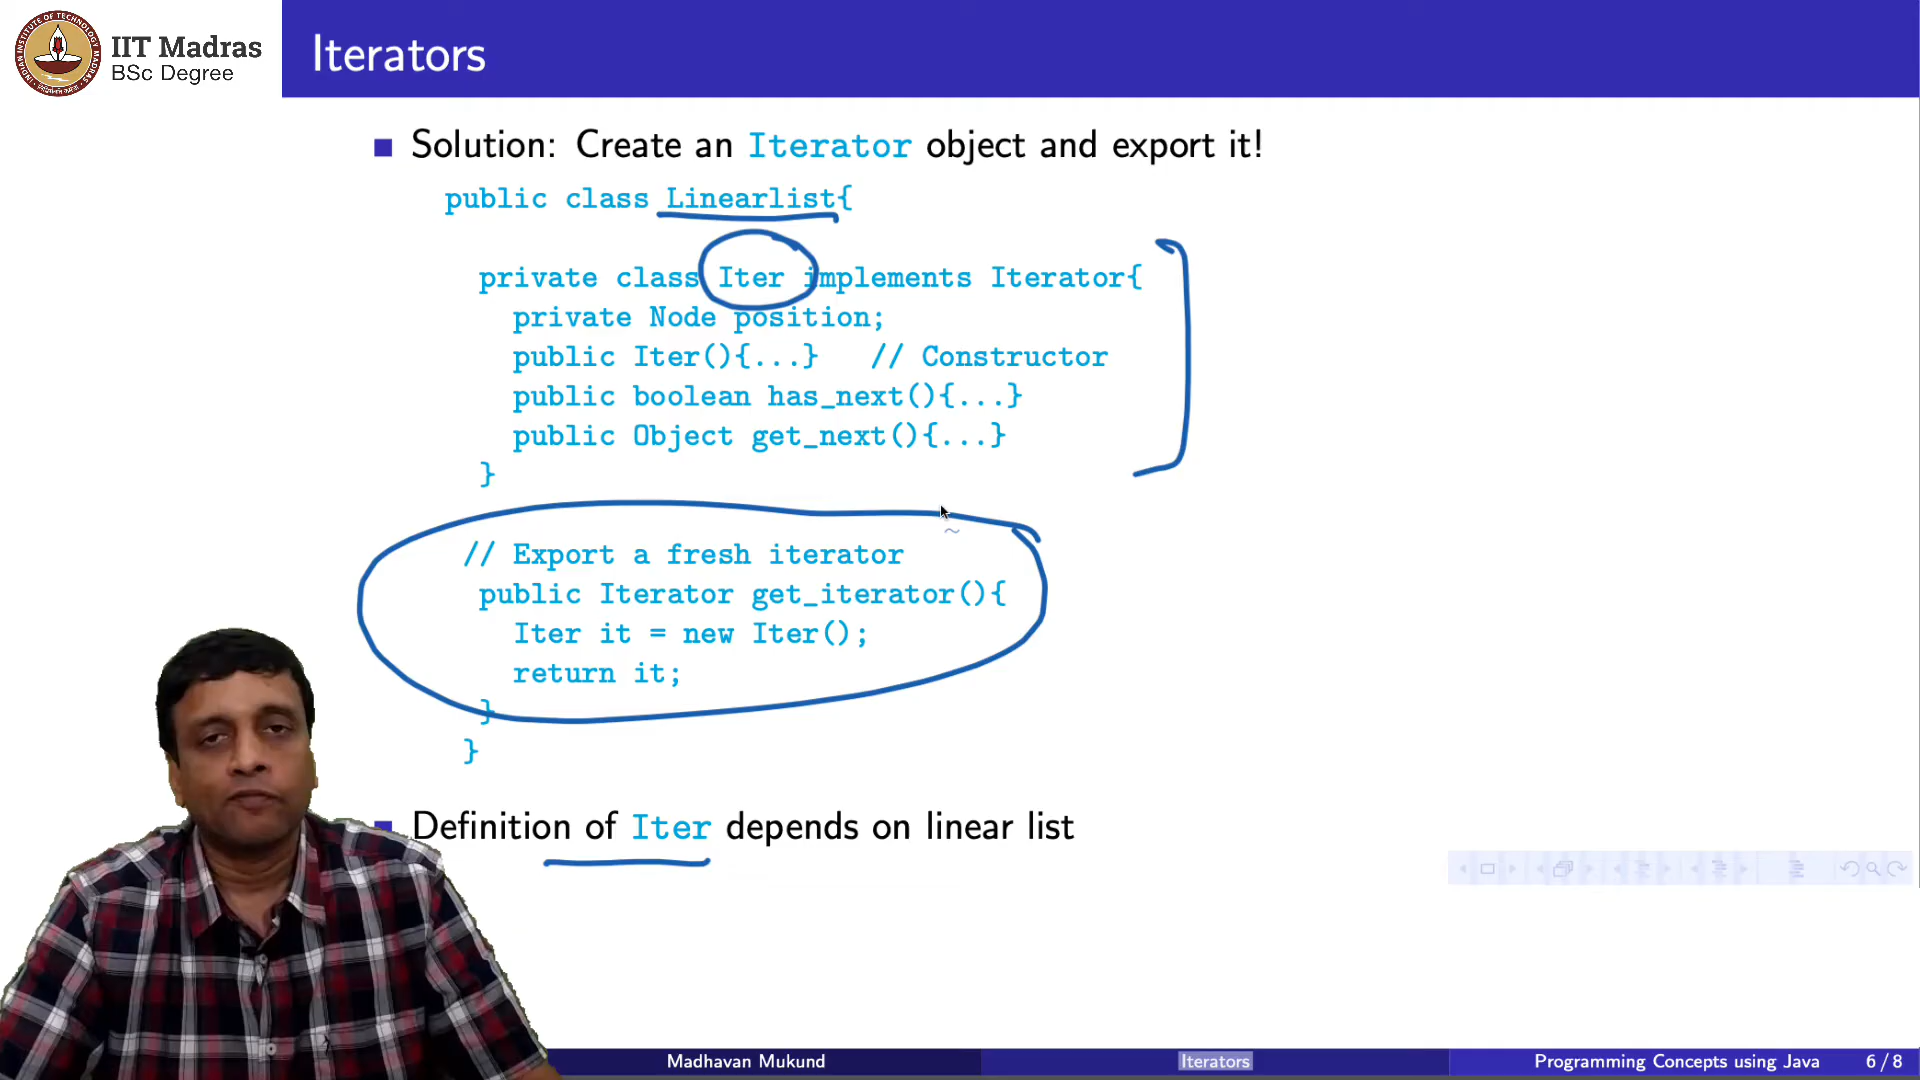 IIT Madras
BSc Degree
Iterators
Solution: Create an Iterator object and export it!
public class Linearlist{
private class Iter implements Iterator{
private Node position;
public Iter(){...} // Constructor
public boolean has_next(){...}
public Object get_next(){...}
}
// Export a fresh iterator
public Iterator get_iterator(){
Iter it = new Iter();
return it;
}
}
Definition of Iter depends on linear list
Madhavan Mukund
Iterators
Programming Concepts using Java
6 / 8